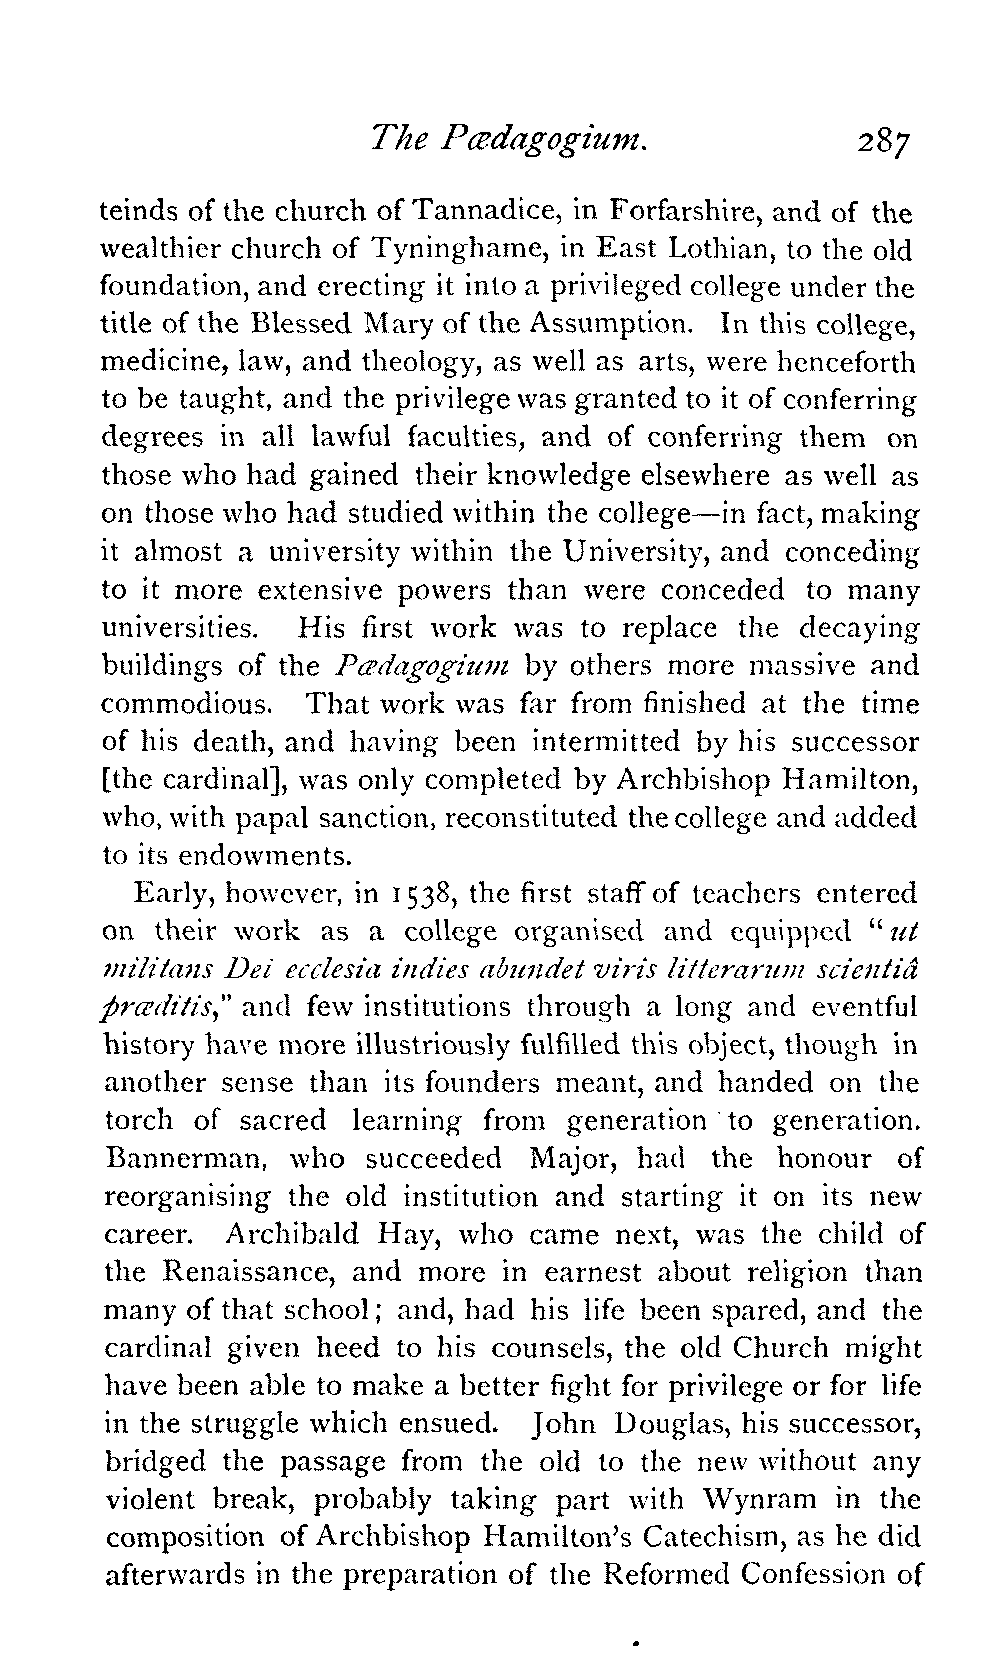 The Pædagogium. 287
teinds of the church of Tannadice, in Forfarshire, and of the
wealthier church of Tyninghame, in East Lothian, to the old
foundation, and erecting it into a privileged college under the
title of the Blessed Mary of the Assumption. In this college,
medicine, law, and theology, as well as arts, were henceforth
to be taught, and the privilege was granted to it of conferring
degrees in all lawful faculties, and of conferring them on
those who had gained their knowledge elsewhere as well as
on those who had studied within the college—in fact, making
it almost a university within the University, and conceding
to it more extensive powers than were conceded to many
universities. His first work was to replace the decaying
buildings of the Pædagogium by others more massive and
commodious. That work was far from finished at the time
of his death, and having been intermitted by his successor
[the cardinal], was only completed by Archbishop Hamilton,
who, with papal sanction, reconstituted the college and added
to its endowments.
Early, however, in 1538, the first staff of teachers entered
on their work as a college organised and equipped "ut
militans Dei ecclesia indies abundet viris litterarum scientiâ
præditis," and few institutions through a long and eventful
history have more illustriously fulfilled this object, though in
another sense than its founders meant, and handed on the
torch of sacred learning from generation to generation.
Bannerman, who succeeded Major, had the honour of
reorganising the old institution and starting it on its new
career. Archibald Hay, who came next, was the child of
the Renaissance, and more in earnest about religion than
many of that school; and, had his life been spared, and the
cardinal given heed to his counsels, the old Church might
have been able to make a better fight for privilege or for life
in the struggle which ensued. John Douglas, his successor,
bridged the passage from the old to the new without any
violent break, probably taking part with Wynram in the
composition of Archbishop Hamilton's Catechism, as he did
afterwards in the preparation of the Reformed Confession of